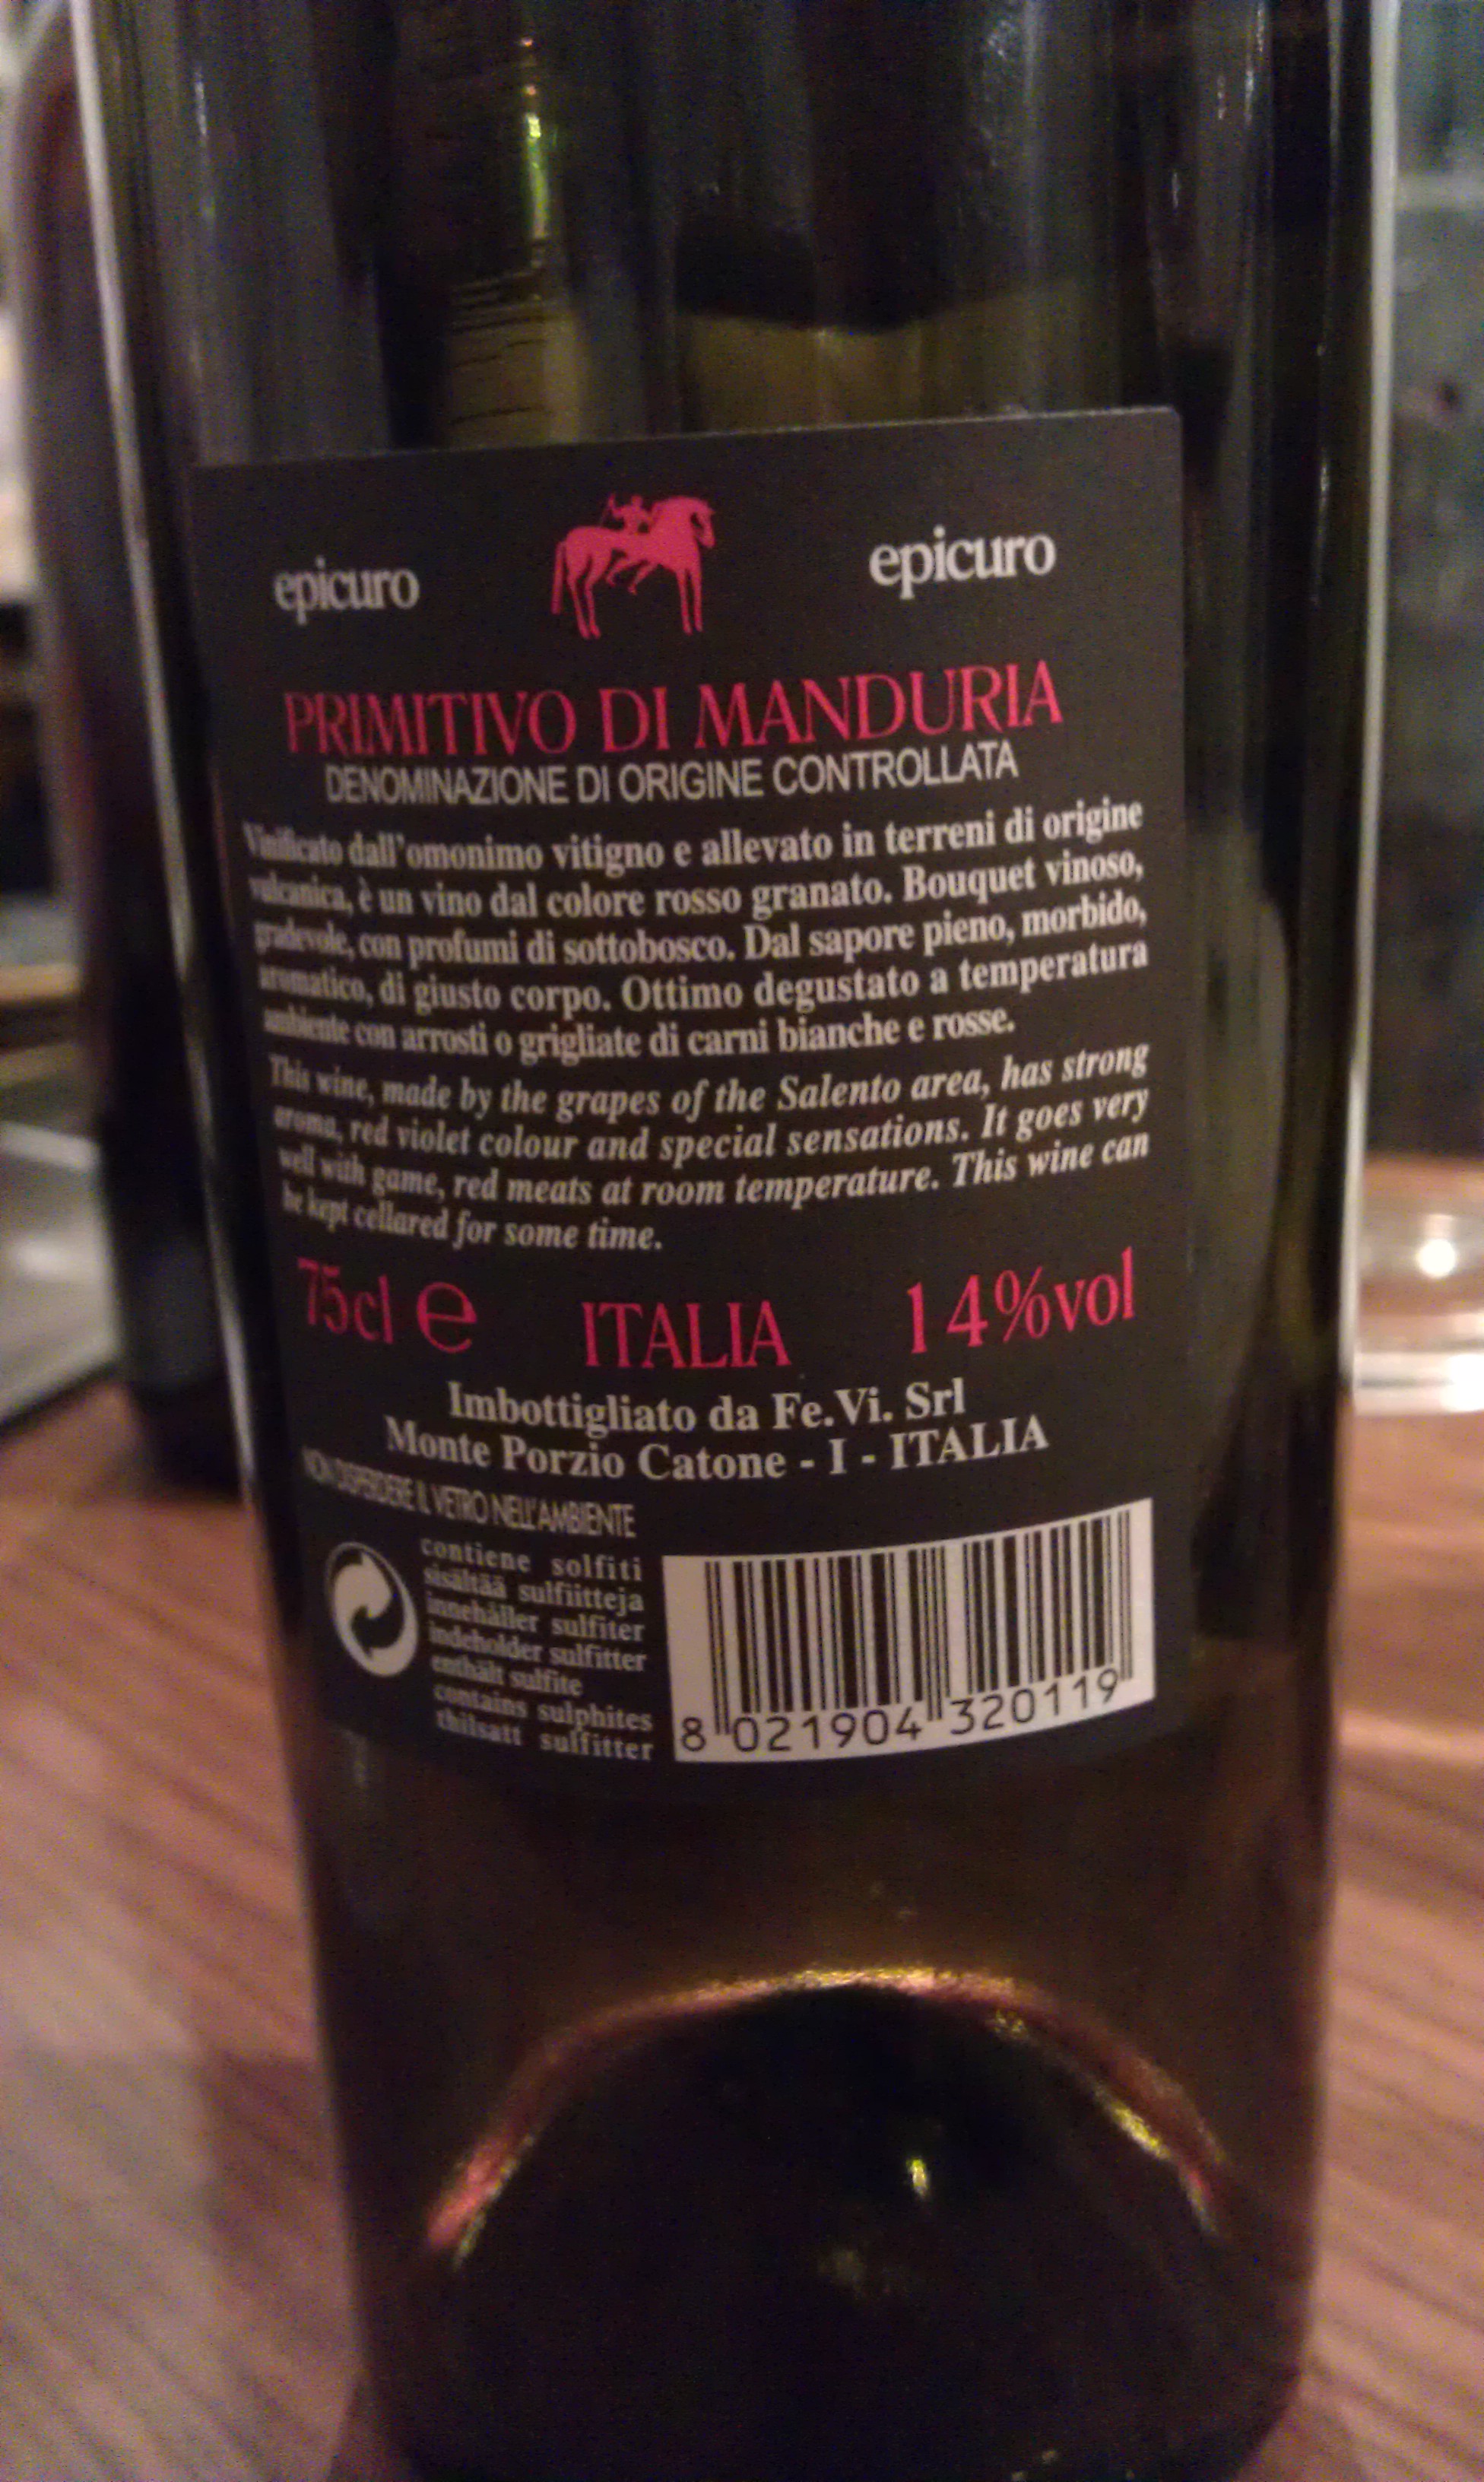 epicuro epicuro
PRIMITIVO DI MANDURIA
DENOMINAZIONE DI ORIGINE CONTROLLATA
Vinificato dall'omonimo vitigno e allevato in terreni di origine
vulcanica, è un vino dal colore rosso granato. Bouquet vinoso,
gradevole, con profumi di sottobosco. Dal sapore pieno, morbido,
aromatico, di giusto corpo. Ottimo degustato a temperatura
ambiente con arrosti o grigliate di carni bianche e rosse.
This wine, made by the grapes of the Salento area, has strong
aroma, red violet colour and special sensations. It goes very
well with game, red meats at room temperature. This wine can
be kept cellared for some time.
75cl e ITALIA 14%vol
Imbottigliato da Fe.Vi. Srl
Monte Porzio Catone - I - ITALIA
NON DISPERDERE IL VETRO NELL'AMBIENTE
contiene solfiti
sisältää sulfiitteja
innehåller sulfiter
indeholder sulfitter
enthält sulfite
contains sulphites
tilsatt sulfitter
8 021904 320119